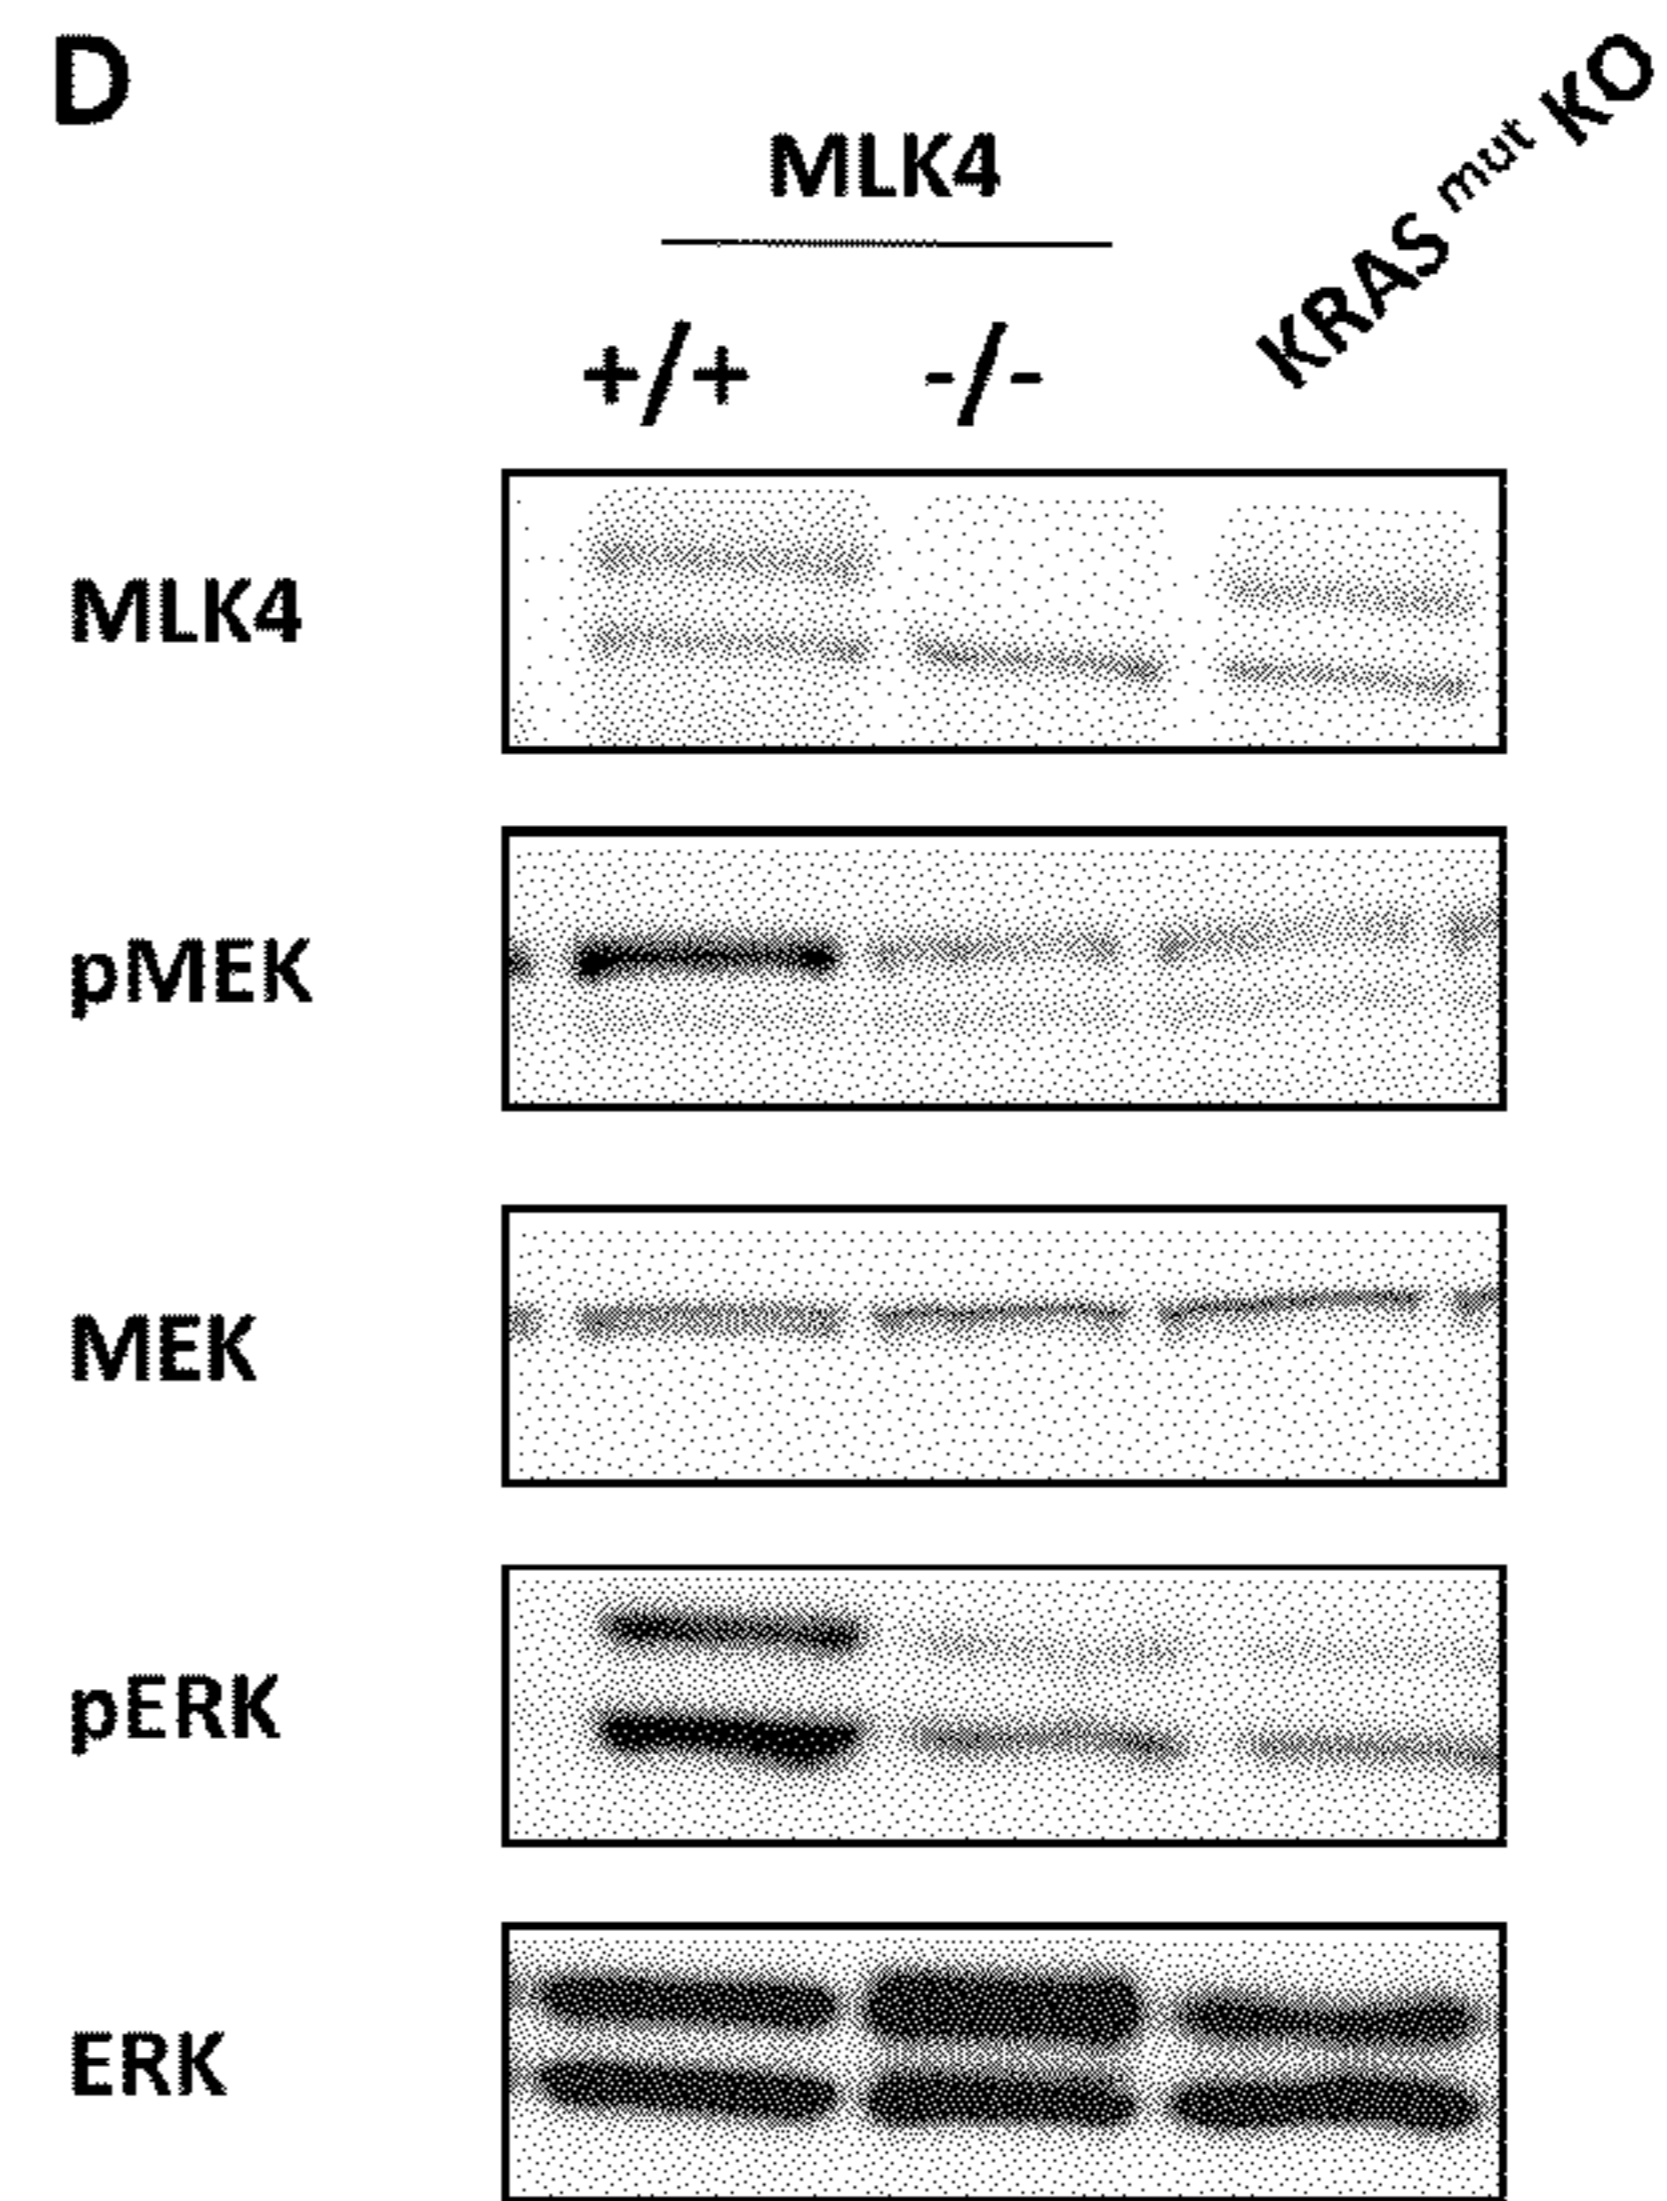 D
MLK4
+/+ -/- KRAS mut KO
MLK4
pMEK
MEK
pERK
ERK